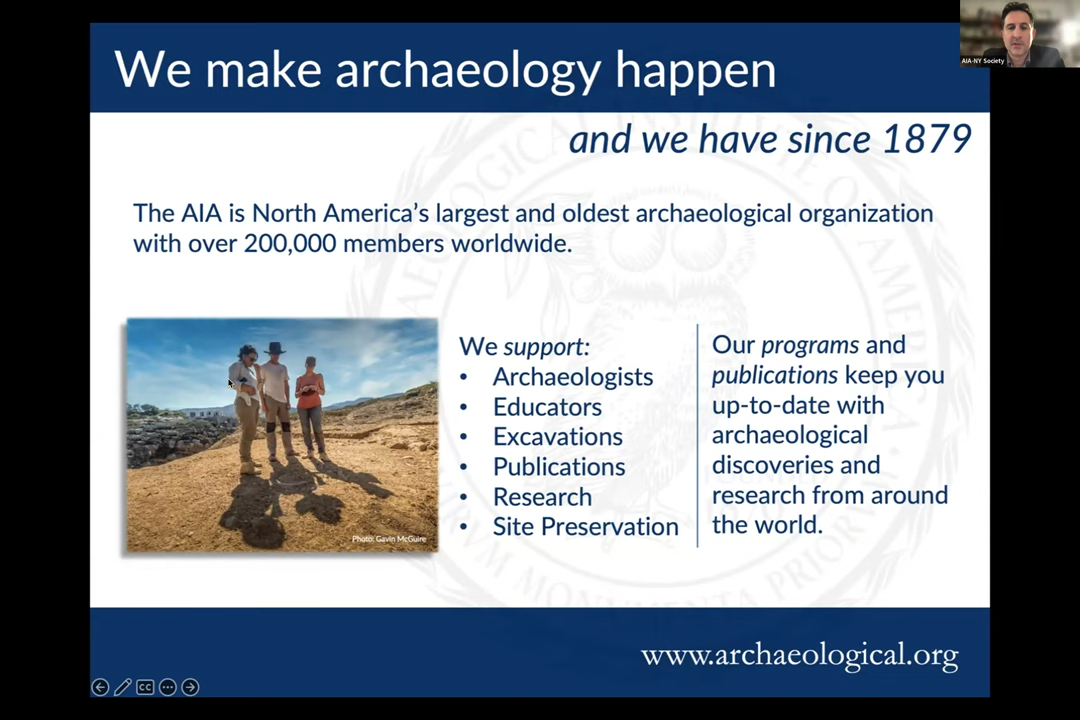 We make archaeology happen
AIA-NY Society
and we have since 1879
The AIA is North America's largest and oldest archaeological organization
with over 200,000 members worldwide.
We support:
• Archaeologists
• Educators
• Excavations
• Publications
• Research
• Site Preservation
Our programs and
publications keep you
up-to-date with
archaeological
discoveries and
research from around
the world.
Photo: Gavin McGuire
www.archaeological.org
CC